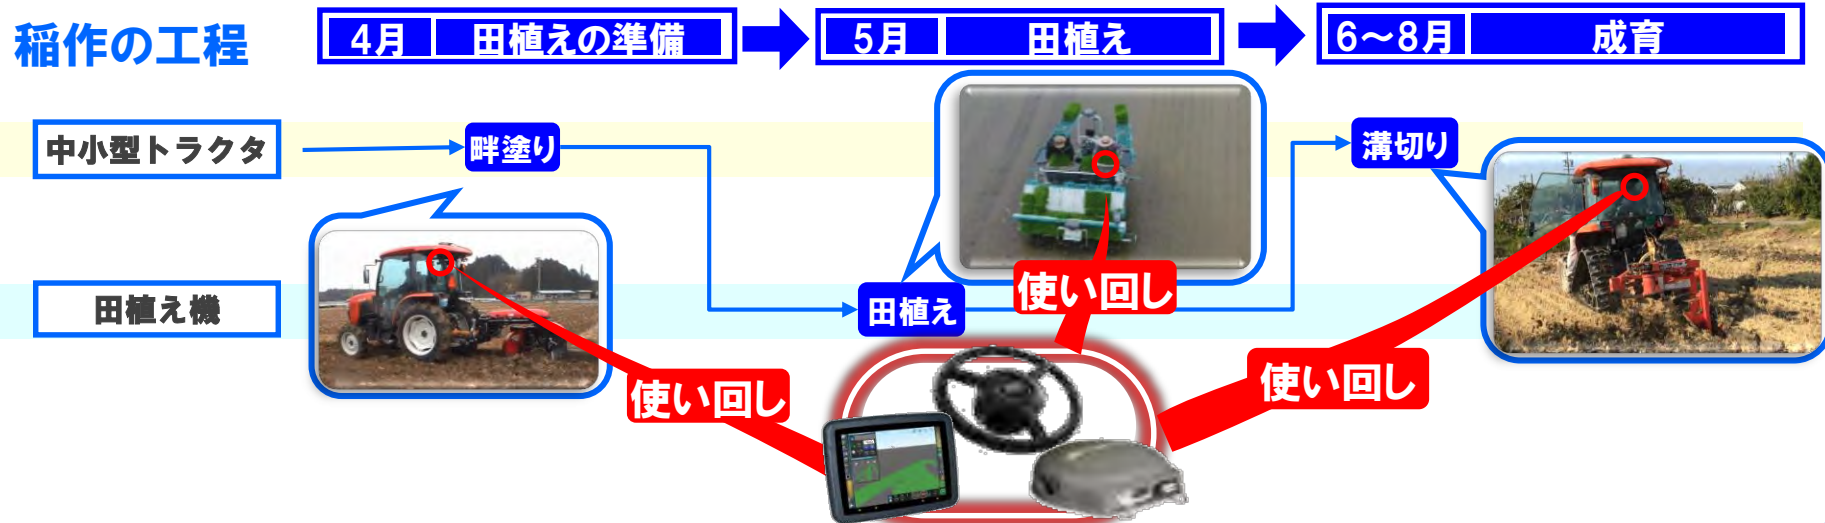 稲作の工程
4月 田植えの準備
5月 田植え
6～8月 成育
中小型トラクタ
畔塗り
溝切り
田植え機
田植え
使い回し
使い回し
使い回し